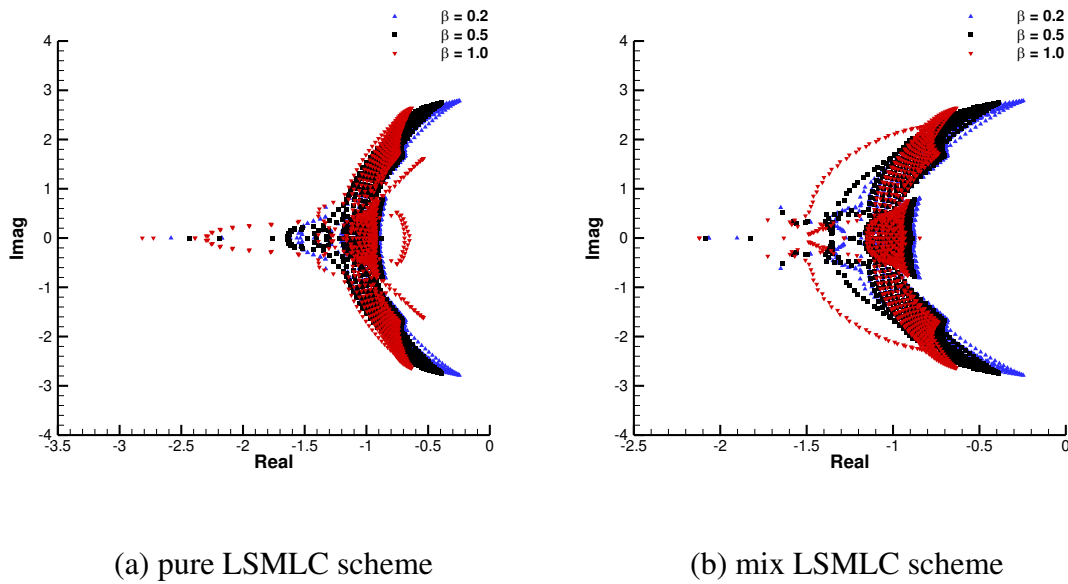 β = 0.2
β = 0.5
β = 1.0
4
3
2
1
0
-1
-2
-3
-4
Imag
-3.5 -3 -2.5 -2 -1.5 -1 -0.5 0
Real
(a) pure LSMLC scheme
β = 0.2
β = 0.5
β = 1.0
4
3
2
1
0
-1
-2
-3
-4
Imag
-2.5 -2 -1.5 -1 -0.5 0
Real
(b) mix LSMLC scheme